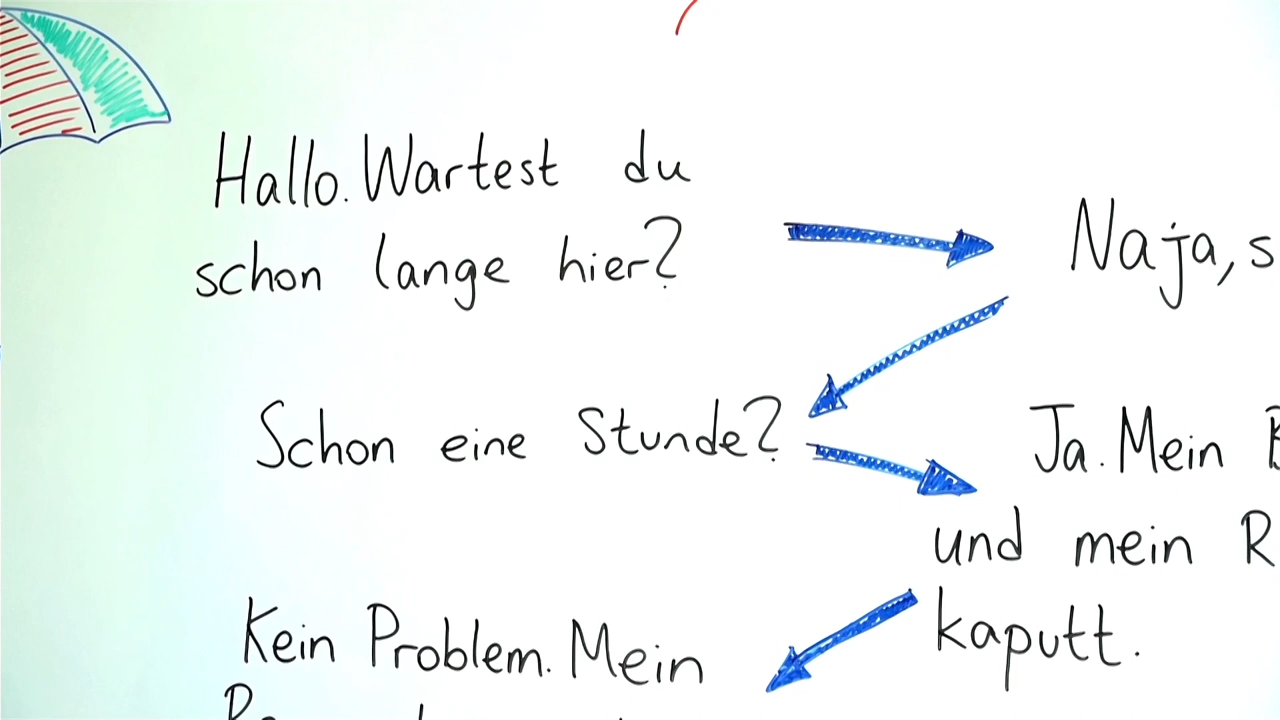 Hallo. Wartest du
schon lange hier?
Naja,
Schon eine Stunde?
Ja. Mein
und mein
kaputt.
Kein Problem. Mein